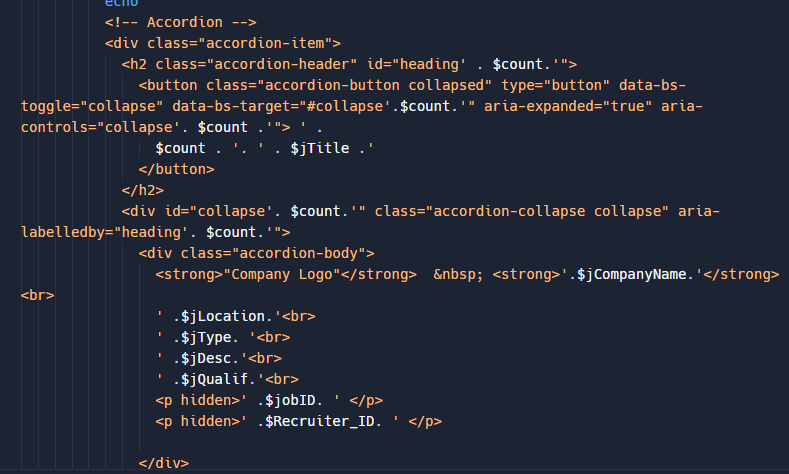 echo
<!-- Accordion -->
<div class="accordion-item">
<h2 class="accordion-header" id="heading' . $count.'">
<button class="accordion-button collapsed" type="button" data-bs-
toggle="collapse" data-bs-target="#collapse'.$count.'" aria-expanded="true" aria-
controls="collapse'. $count .'"> ' .
$count . '. ' . $jTitle .'
</button>
</h2>
<div id="collapse'. $count.'" class="accordion-collapse collapse" aria-
labelledby="heading'. $count.'">
<div class="accordion-body">
<strong>"Company Logo"</strong>  &nbsp; <strong>'.$jCompanyName.'</strong>
<br>
' .$jLocation.'<br>
' .$jType. '<br>
' .$jDesc.'<br>
' .$jQualif.'<br>
<p hidden>' .$jobID. ' </p>
<p hidden>' .$Recruiter_ID. ' </p>
</div>